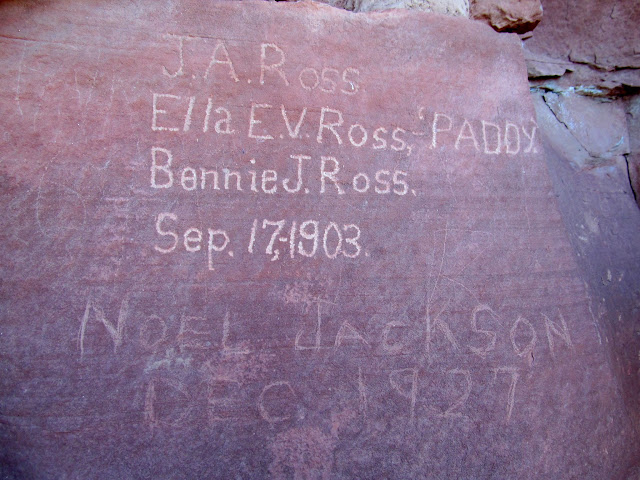 J.A. Ross.
Ella E.V. Ross,-'PADDY'.
Bennie J. Ross.
Sep. 17,-1903.
NOEL JACKSON
DEC. 1927